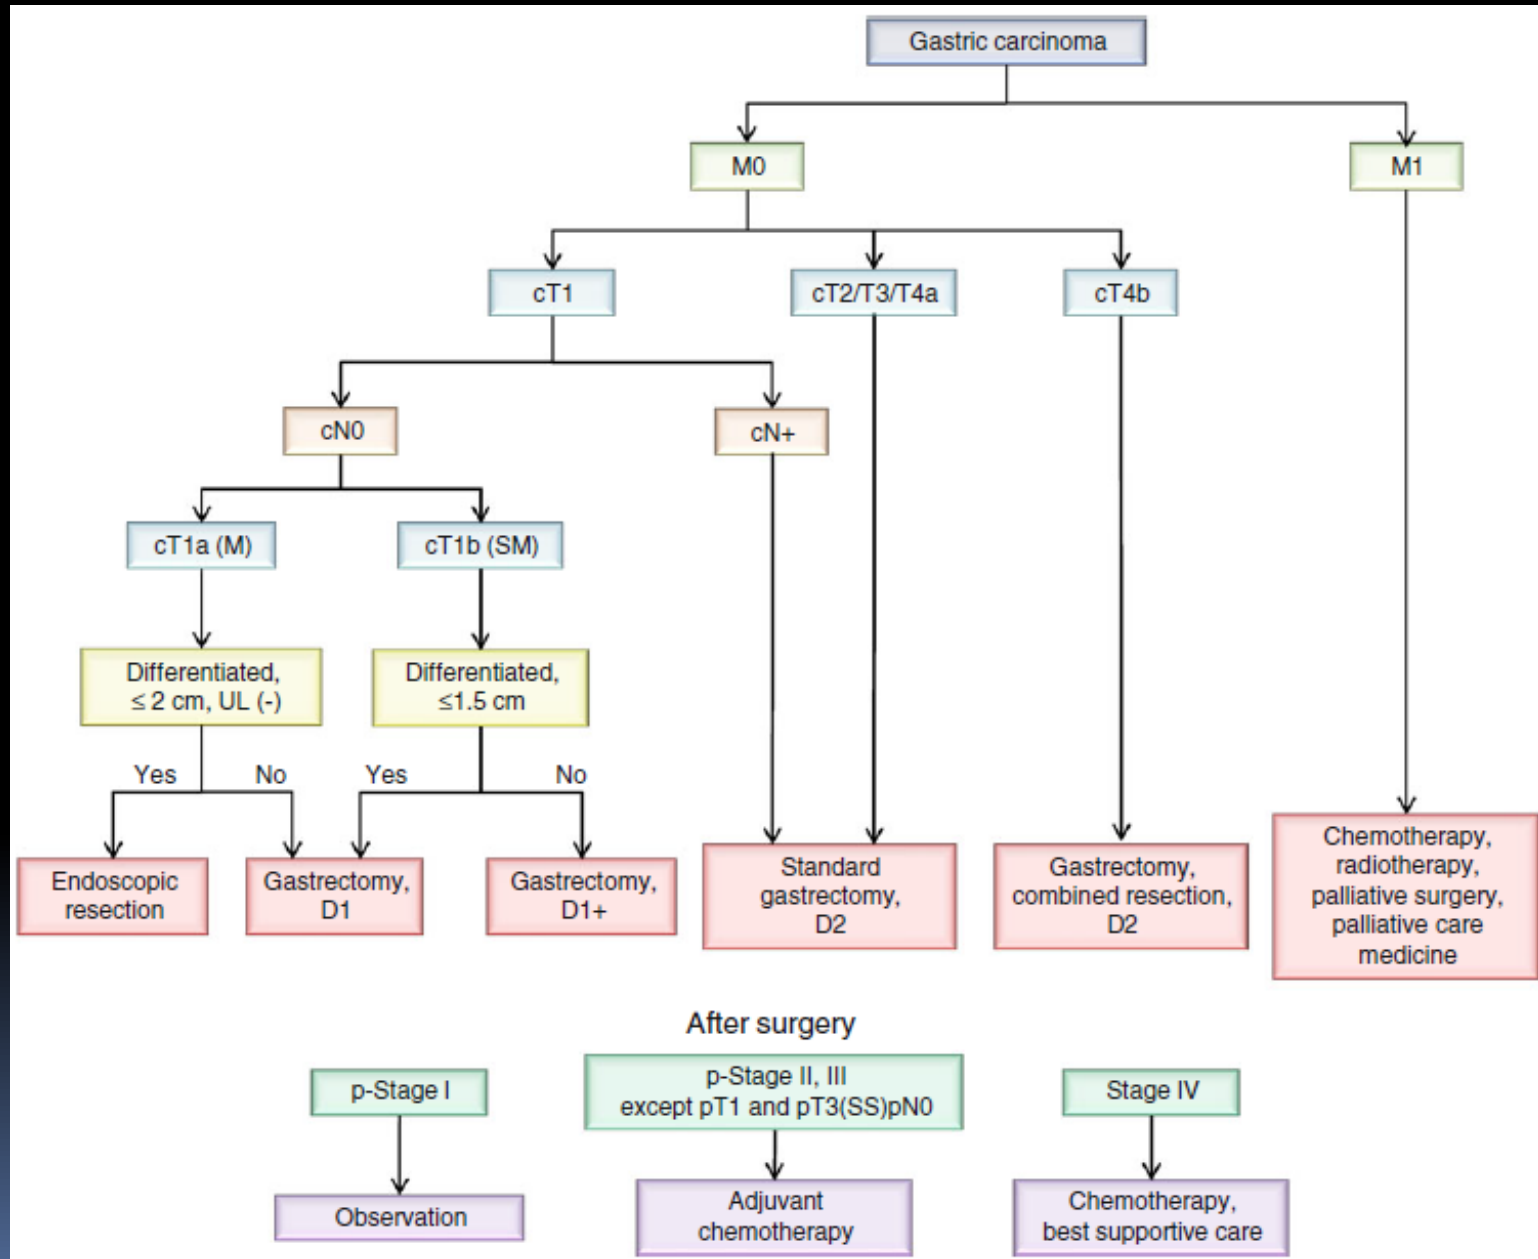 Gastric carcinoma
M0
M1
cT1
cT2/T3/T4a
cT4b
cN0
cN+
cT1a (M)
cT1b (SM)
Differentiated,
≤ 2 cm, UL (-)
Differentiated,
≤1.5 cm
Yes
No
Yes
No
Endoscopic
resection
Gastrectomy,
D1
Gastrectomy,
D1+
Standard
gastrectomy,
D2
Gastrectomy,
combined resection,
D2
Chemotherapy,
radiotherapy,
palliative surgery,
palliative care
medicine
After surgery
p-Stage I
p-Stage II, III
except pT1 and pT3(SS)pN0
Stage IV
Observation
Adjuvant
chemotherapy
Chemotherapy,
best supportive care